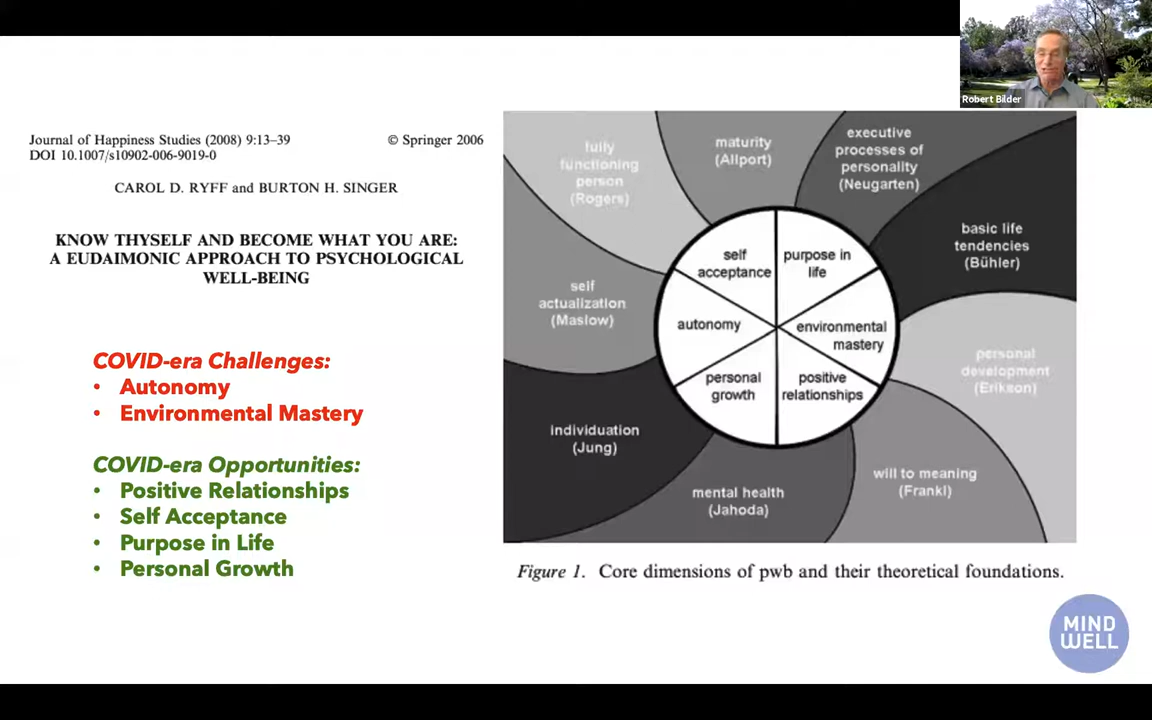 Robert Bilder
Journal of Happiness Studies (2008) 9:13–39
© Springer 2006
DOI 10.1007/s10902-006-9019-0
CAROL D. RYFF and BURTON H. SINGER
KNOW THYSELF AND BECOME WHAT YOU ARE:
A EUDAIMONIC APPROACH TO PSYCHOLOGICAL
WELL-BEING
COVID-era Challenges:
• Autonomy
• Environmental Mastery
COVID-era Opportunities:
• Positive Relationships
• Self Acceptance
• Purpose in Life
• Personal Growth
fully
functioning
person
(Rogers)
maturity
(Allport)
executive
processes of
personality
(Neugarten)
basic life
tendencies
(Bühler)
self
actualization
(Maslow)
personal
development
(Erikson)
individuation
(Jung)
mental health
(Jahoda)
will to meaning
(Frankl)
self
acceptance
purpose in
life
autonomy
environmental
mastery
personal
growth
positive
relationships
Figure 1. Core dimensions of pwb and their theoretical foundations.
MIND
WELL